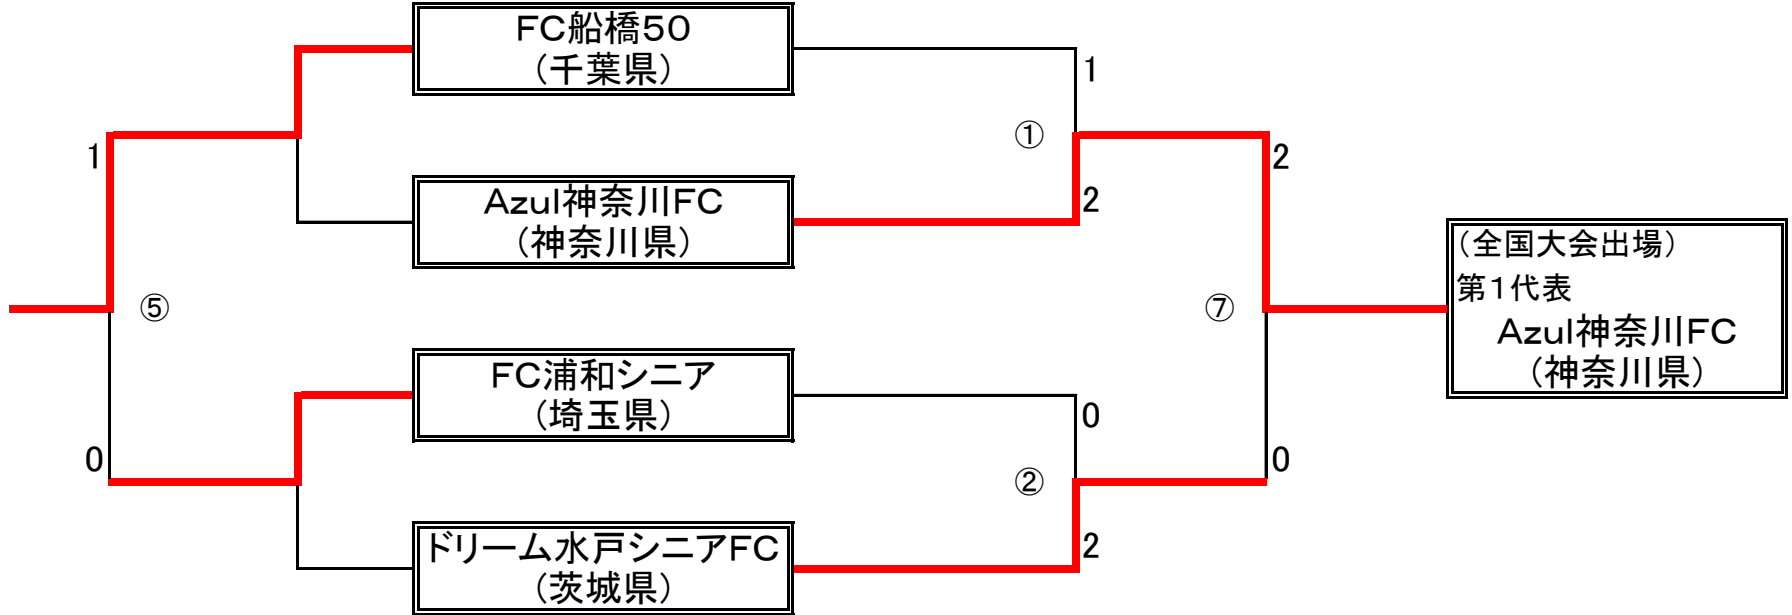 FC船橋50
(千葉県)
1
1
①
2
Azul神奈川FC
(神奈川県)
2
(全国大会出場)
第1代表
Azul神奈川FC
(神奈川県)
⑤
⑦
FC浦和シニア
(埼玉県)
0
0
0
②
ドリーム水戸シニアFC
(茨城県)
2